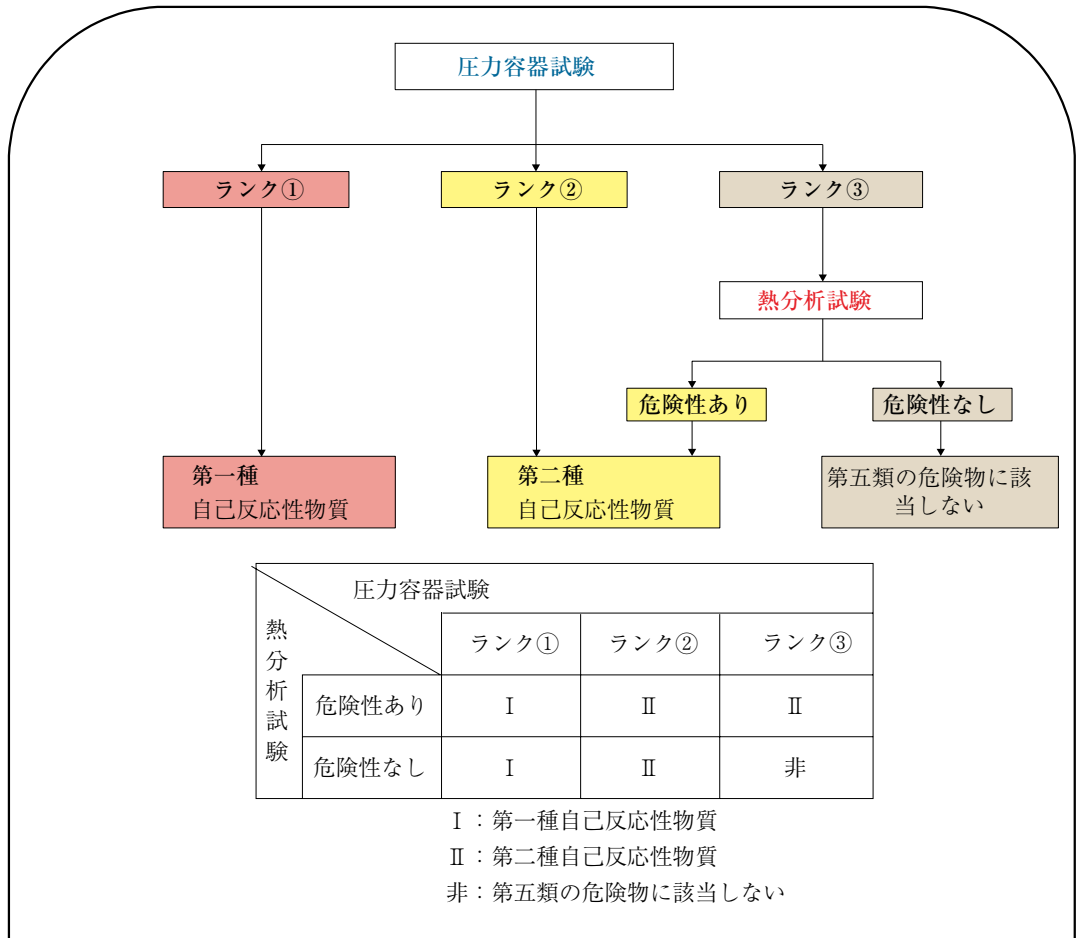 圧力容器試験
ランク①
ランク②
ランク③
熱分析試験
危険性あり
危険性なし
第一種
自己反応性物質
第二種
自己反応性物質
第五類の危険物に該
当しない
圧力容器試験
熱分析試験
ランク①
ランク②
ランク③
危険性あり
Ⅰ
Ⅱ
Ⅱ
危険性なし
Ⅰ
Ⅱ
非
Ⅰ：第一種自己反応性物質
Ⅱ：第二種自己反応性物質
非：第五類の危険物に該当しない